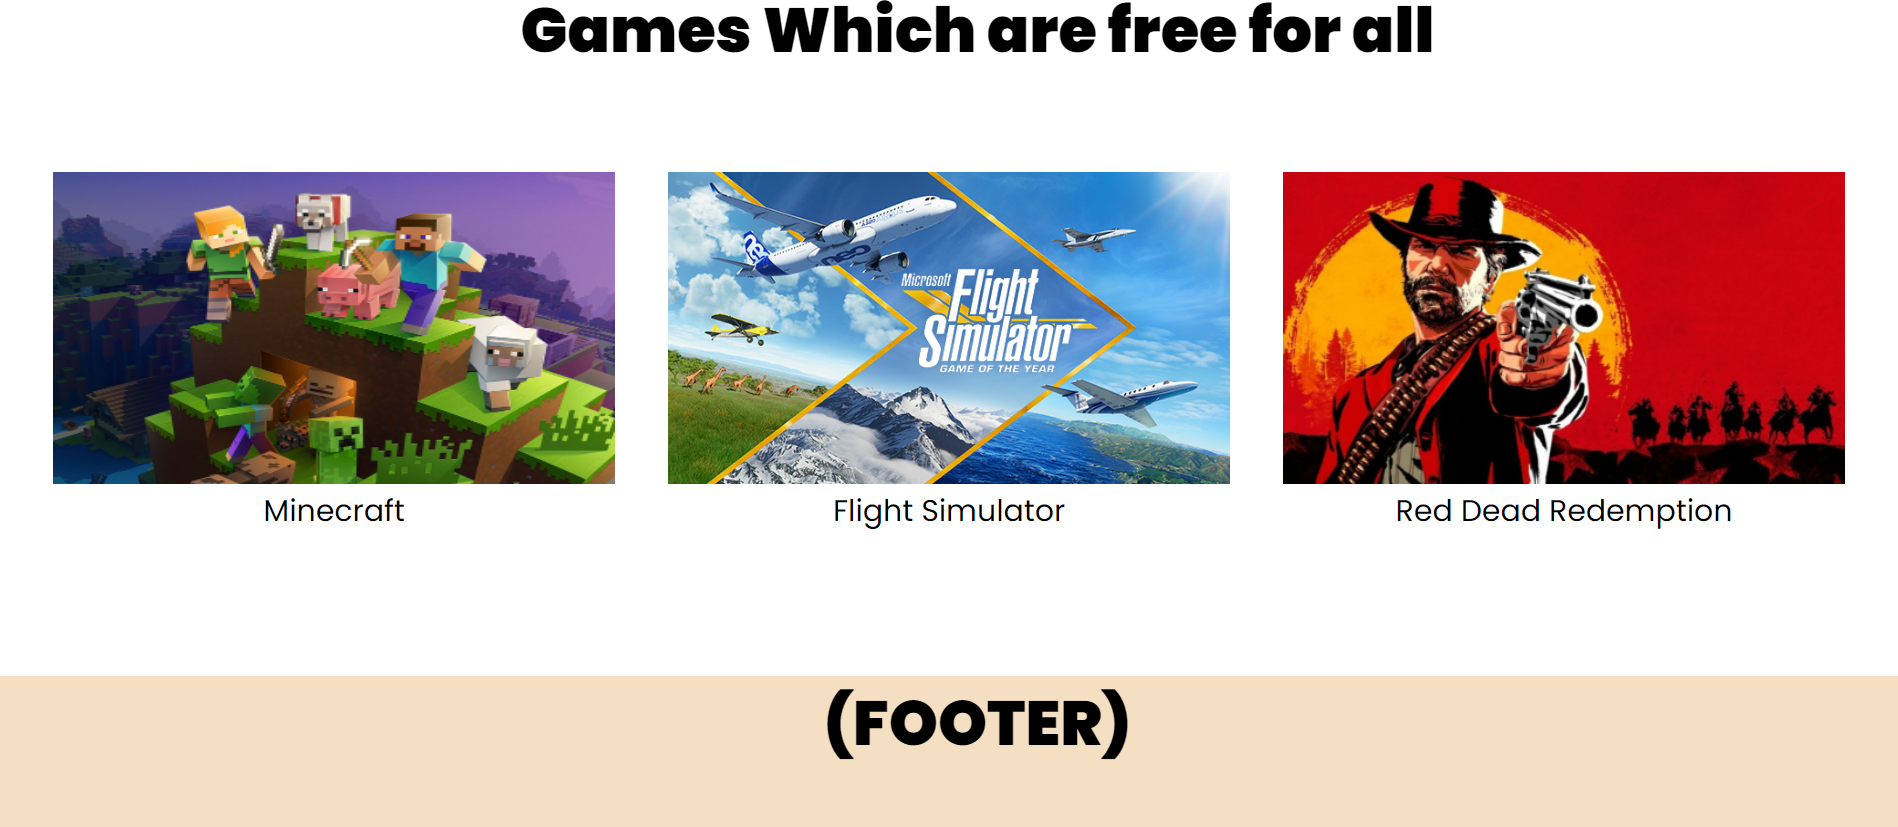 Games Which are free for all
Microsoft
Flight
Simulator
GAME OF THE YEAR
Minecraft
Flight Simulator
Red Dead Redemption
(FOOTER)